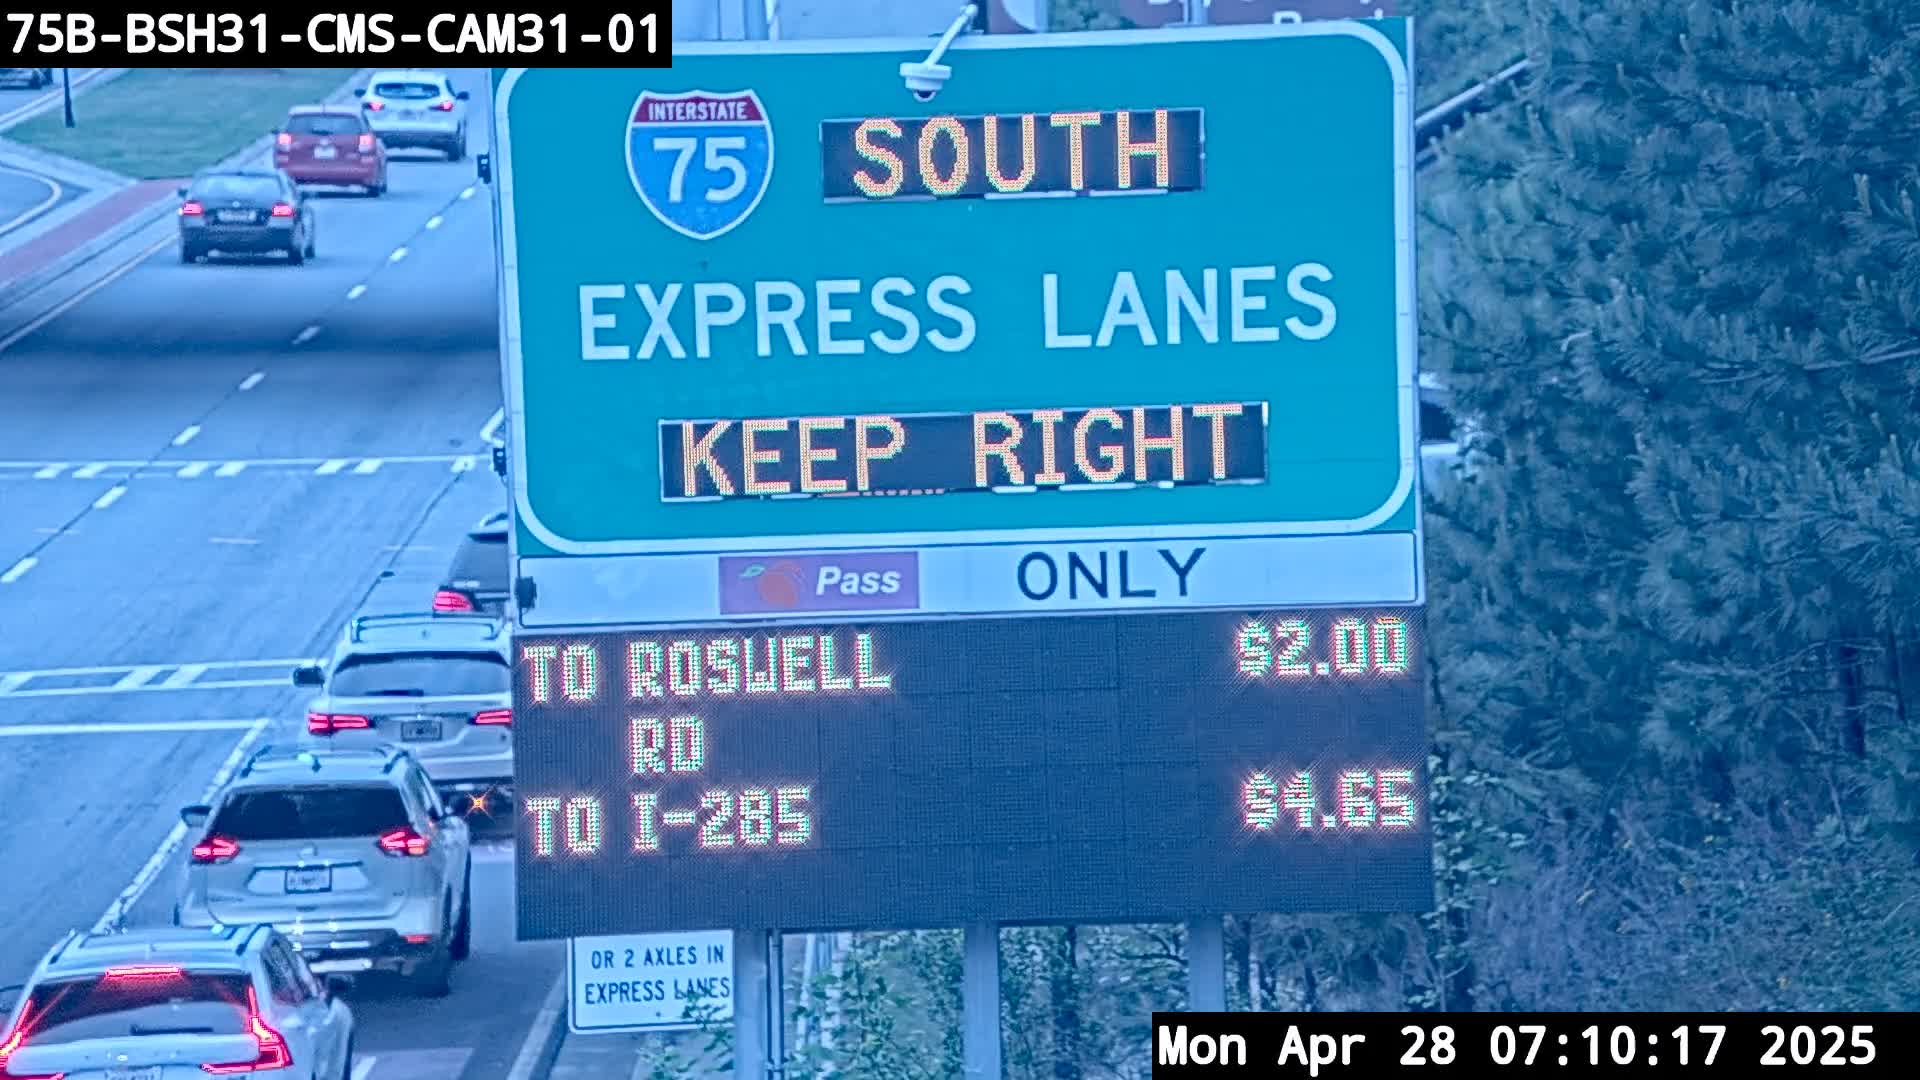 75B-BSH31-CMS-CAM31-01
INTERSTATE
75
SOUTH
EXPRESS LANES
KEEP RIGHT
Pass ONLY
TO ROSWELL $2.00
RD
TO I-285 $4.65
OR 2 AXLES IN
EXPRESS LANES
Mon Apr 28 07:10:17 2025